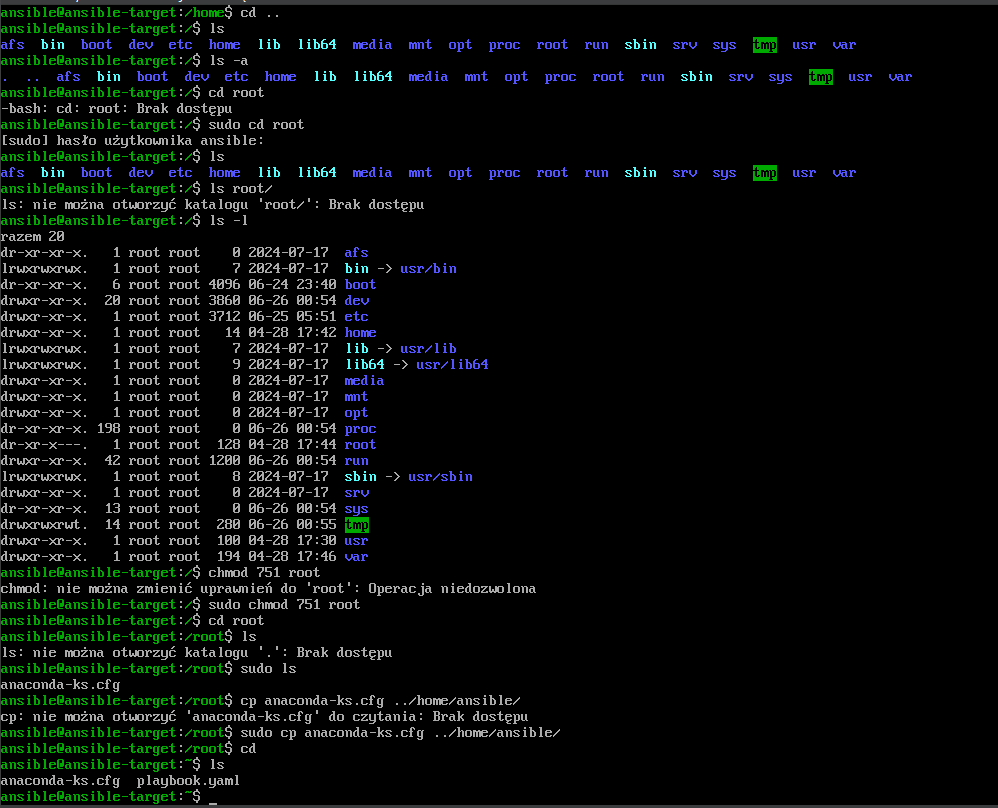 ansible@ansible-target:/home$ cd ..
ansible@ansible-target:/$ ls
afs  bin  boot  dev  etc  home  lib  lib64  media  mnt  opt  proc  root  run  sbin  srv  sys  tmp  usr  var
ansible@ansible-target:/$ ls -a
.  ..  afs  bin  boot  dev  etc  home  lib  lib64  media  mnt  opt  proc  root  run  sbin  srv  sys  tmp  usr  var
ansible@ansible-target:/$ cd root
-bash: cd: root: Brak dostępu
ansible@ansible-target:/$ sudo cd root
[sudo] hasło użytkownika ansible:
ansible@ansible-target:/$ ls
afs  bin  boot  dev  etc  home  lib  lib64  media  mnt  opt  proc  root  run  sbin  srv  sys  tmp  usr  var
ansible@ansible-target:/$ ls root/
ls: nie można otworzyć katalogu 'root/': Brak dostępu
ansible@ansible-target:/$ ls -l
razem 20
dr-xr-xr-x.   1 root root    0 2024-07-17  afs
lrwxrwxrwx.   1 root root    7 2024-07-17  bin -> usr/bin
dr-xr-xr-x.   6 root root 4096 06-24 23:40 boot
drwxr-xr-x.  20 root root 3860 06-26 00:54 dev
drwxr-xr-x.   1 root root 3712 06-25 05:51 etc
drwxr-xr-x.   1 root root   14 04-28 17:42 home
lrwxrwxrwx.   1 root root    7 2024-07-17  lib -> usr/lib
lrwxrwxrwx.   1 root root    9 2024-07-17  lib64 -> usr/lib64
drwxr-xr-x.   1 root root    0 2024-07-17  media
drwxr-xr-x.   1 root root    0 2024-07-17  mnt
drwxr-xr-x.   1 root root    0 2024-07-17  opt
dr-xr-xr-x. 198 root root    0 06-26 00:54 proc
dr-xr-x---.   1 root root  128 04-28 17:44 root
drwxr-xr-x.  42 root root 1200 06-26 00:54 run
lrwxrwxrwx.   1 root root    8 2024-07-17  sbin -> usr/sbin
drwxr-xr-x.   1 root root    0 2024-07-17  srv
dr-xr-xr-x.  13 root root    0 06-26 00:54 sys
drwxrwxrwt.  14 root root  280 06-26 00:55 tmp
drwxr-xr-x.   1 root root  100 04-28 17:30 usr
drwxr-xr-x.   1 root root  194 04-28 17:46 var
ansible@ansible-target:/$ chmod 751 root
chmod: nie można zmienić uprawnień do 'root': Operacja niedozwolona
ansible@ansible-target:/$ sudo chmod 751 root
ansible@ansible-target:/$ cd root
ansible@ansible-target:/root$ ls
ls: nie można otworzyć katalogu '.': Brak dostępu
ansible@ansible-target:/root$ sudo ls
anaconda-ks.cfg
ansible@ansible-target:/root$ cp anaconda-ks.cfg ../home/ansible/
cp: nie można otworzyć 'anaconda-ks.cfg' do czytania: Brak dostępu
ansible@ansible-target:/root$ sudo cp anaconda-ks.cfg ../home/ansible/
ansible@ansible-target:/root$ cd
ansible@ansible-target:~$ ls
anaconda-ks.cfg  playbook.yaml
ansible@ansible-target:~$ _